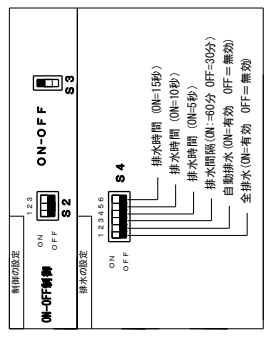 制御の設定
ON-OFF制御
1 2 3
ON
OFF
S2
ON-OFF
S3
排水の設定
1 2 3 4 5 6
ON
OFF
S4
排水時間 (ON=15秒)
排水時間 (ON=10秒)
排水時間 (ON=5秒)
排水間隔(ON:=60分 OFF=30分)
自動排水(ON=有効 OFF=無効)
全排水(ON=有効 OFF=無効)